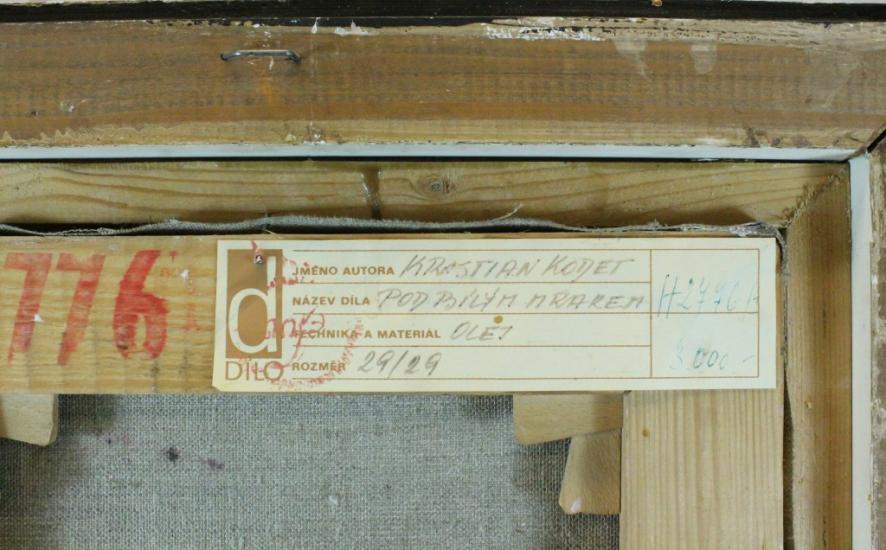 776
JMÉNO AUTORA KRISTIAN KODET
NÁZEV DÍLA POD BÍLÝM MRAKEM
TECHNIKA A MATERIÁL OLEJ
ROZMĚR 29/29
d
DÍLO
H2776
3.000 -